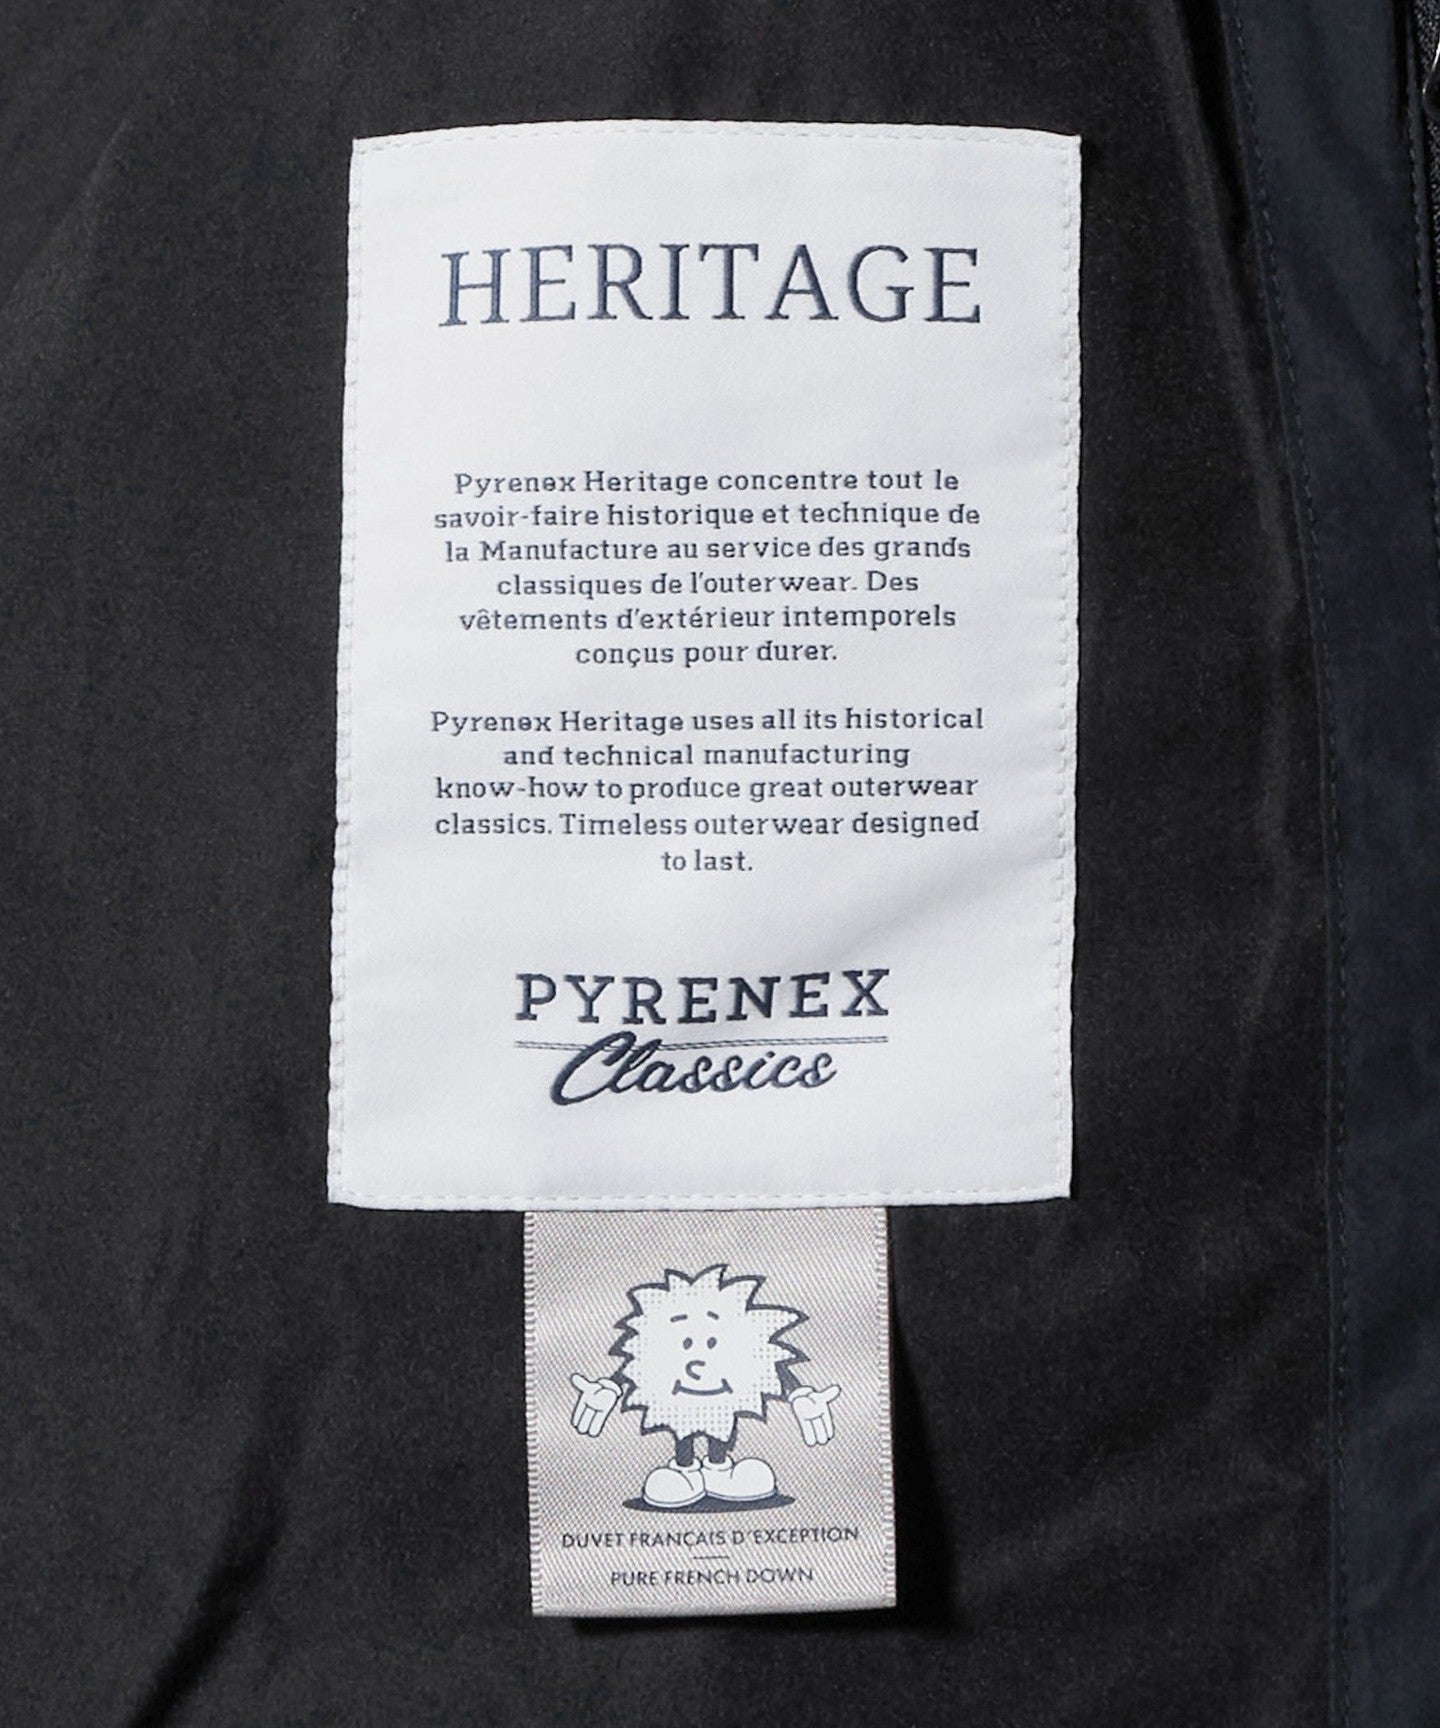 HERITAGE
Pyrenex Heritage concentre tout le
savoir-faire historique et technique de
la Manufacture au service des grands
classiques de l'outerwear. Des
vêtements d'extérieur intemporels
conçus pour durer.
Pyrenex Heritage uses all its historical
and technical manufacturing
know-how to produce great outerwear
classics. Timeless outerwear designed
to last.
PYRENEX
Classics
DUVET FRANÇAIS D'EXCEPTION
PURE FRENCH DOWN